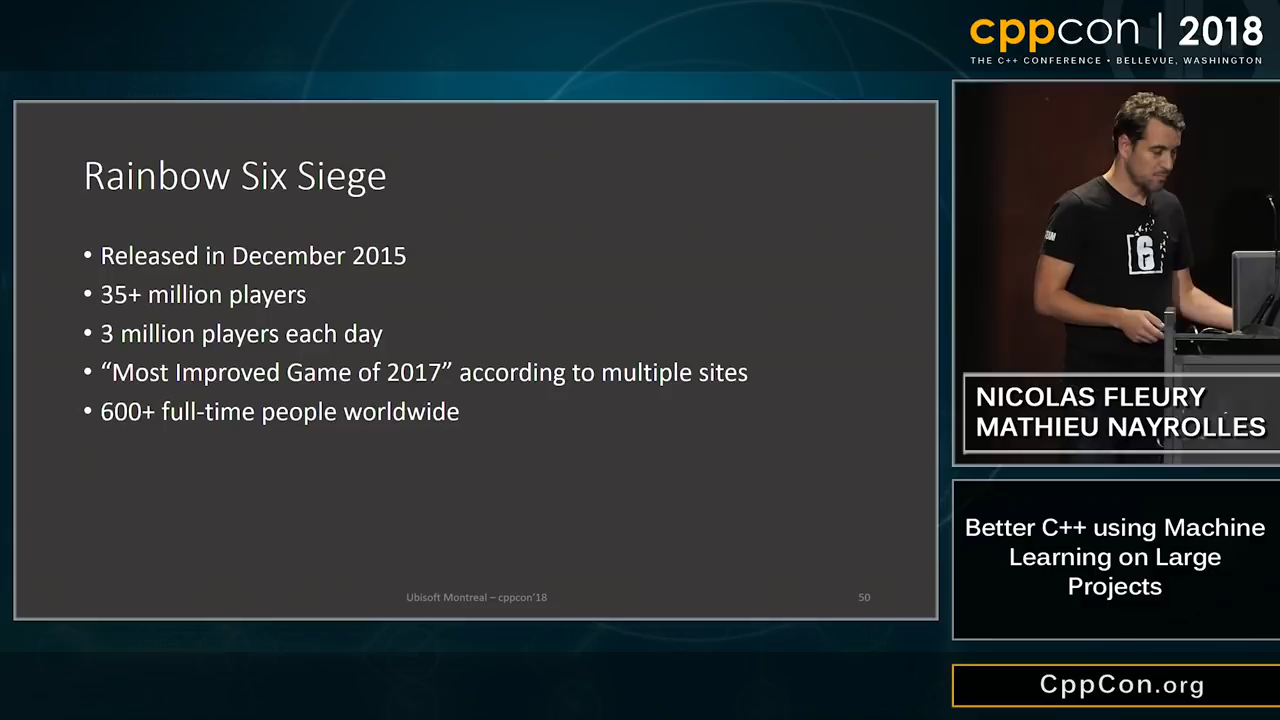 cppcon | 2018
THE C++ CONFERENCE • BELLEVUE, WASHINGTON
Rainbow Six Siege
• Released in December 2015
• 35+ million players
• 3 million players each day
• “Most Improved Game of 2017” according to multiple sites
• 600+ full-time people worldwide
Ubisoft Montreal – cppcon’18
50
6
NICOLAS FLEURY
MATHIEU NAYROLLES
Better C++ using Machine
Learning on Large
Projects
CppCon.org